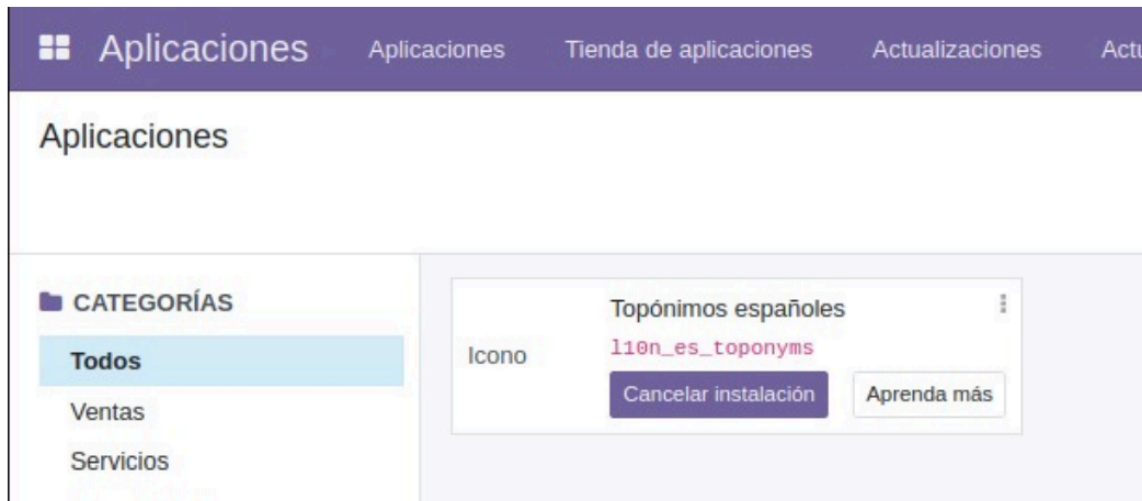 Aplicaciones Aplicaciones Tienda de aplicaciones Actualizaciones
Aplicaciones
CATEGORÍAS
Todos
Ventas
Servicios
Topónimos españoles
Icono
l10n_es_toponyms
Cancelar instalación Aprenda más